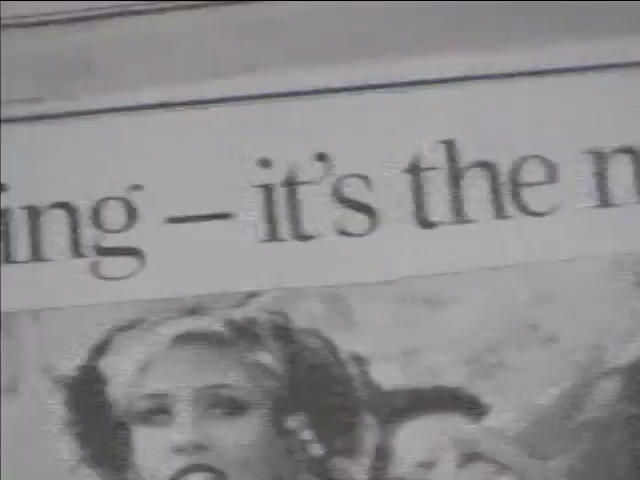 ing – it's the